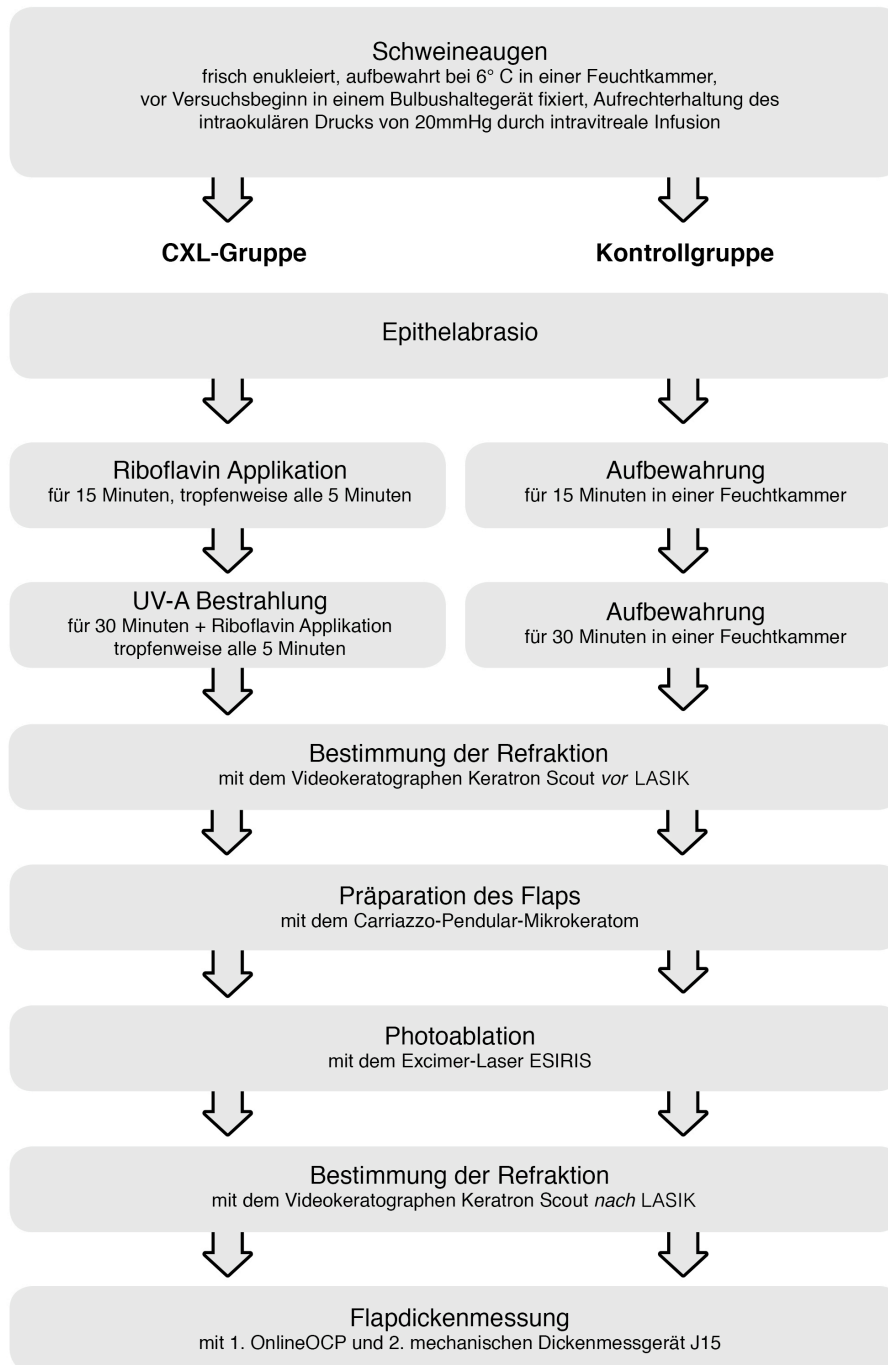 Schweineaugen
frisch enukleiert, aufbewahrt bei 6° C in einer Feuchtkammer,
vor Versuchsbeginn in einem Bulbushaltegerät fixiert, Aufrechterhaltung des
intraokulären Drucks von 20mmHg durch intravitreale Infusion
CXL-Gruppe
Kontrollgruppe
Epithelabrasio
Riboflavin Applikation
für 15 Minuten, tropfenweise alle 5 Minuten
Aufbewahrung
für 15 Minuten in einer Feuchtkammer
UV-A Bestrahlung
für 30 Minuten + Riboflavin Applikation
tropfenweise alle 5 Minuten
Aufbewahrung
für 30 Minuten in einer Feuchtkammer
Bestimmung der Refraktion
mit dem Videokeratographen Keratron Scout vor LASIK
Präparation des Flaps
mit dem Carriazzo-Pendular-Mikrokeratom
Photoablation
mit dem Excimer-Laser ESIRIS
Bestimmung der Refraktion
mit dem Videokeratographen Keratron Scout nach LASIK
Flapdickenmessung
mit 1. OnlineOCP und 2. mechanischen Dickenmessgerät J15